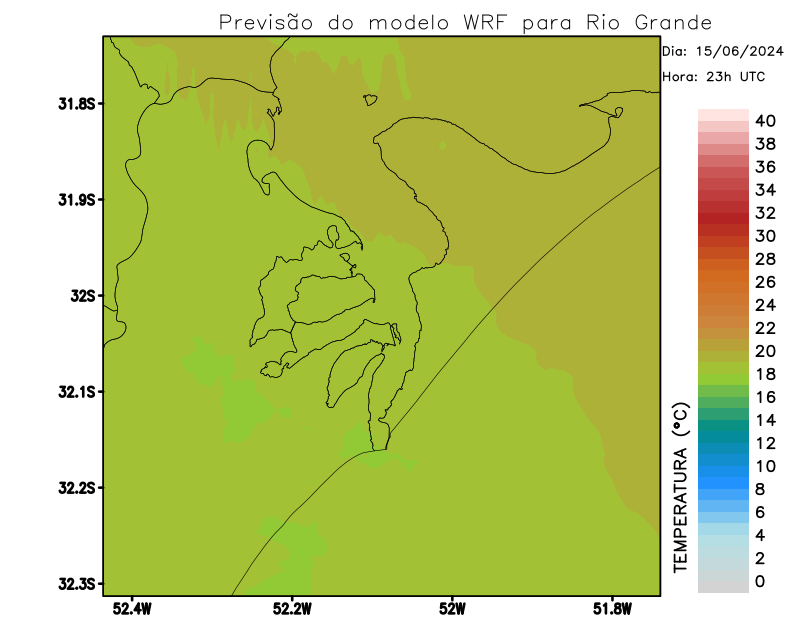 Previsão do modelo WRF para Rio Grande
Dia: 15/06/2024
Hora: 23h UTC
31.8S
31.9S
32S
32.1S
32.2S
32.3S
52.4W
52.2W
52W
51.8W
TEMPERATURA (°C)
40
38
36
34
32
30
28
26
24
22
20
18
16
14
12
10
8
6
4
2
0